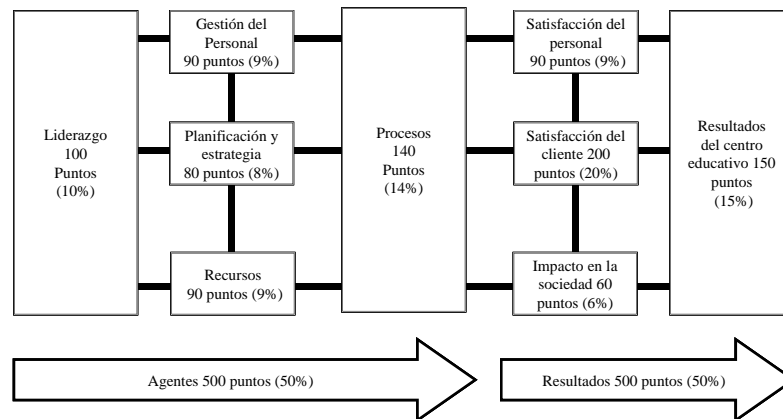 Liderazgo
100
Puntos
(10%)
Gestión del
Personal
90 puntos (9%)
Planificación y
estrategia
80 puntos (8%)
Recursos
90 puntos (9%)
Procesos
140
Puntos
(14%)
Satisfacción del
personal
90 puntos (9%)
Satisfacción del
cliente 200
puntos (20%)
Impacto en la
sociedad 60
puntos (6%)
Resultados
del centro
educativo 150
puntos
(15%)
Agentes 500 puntos (50%)
Resultados 500 puntos (50%)